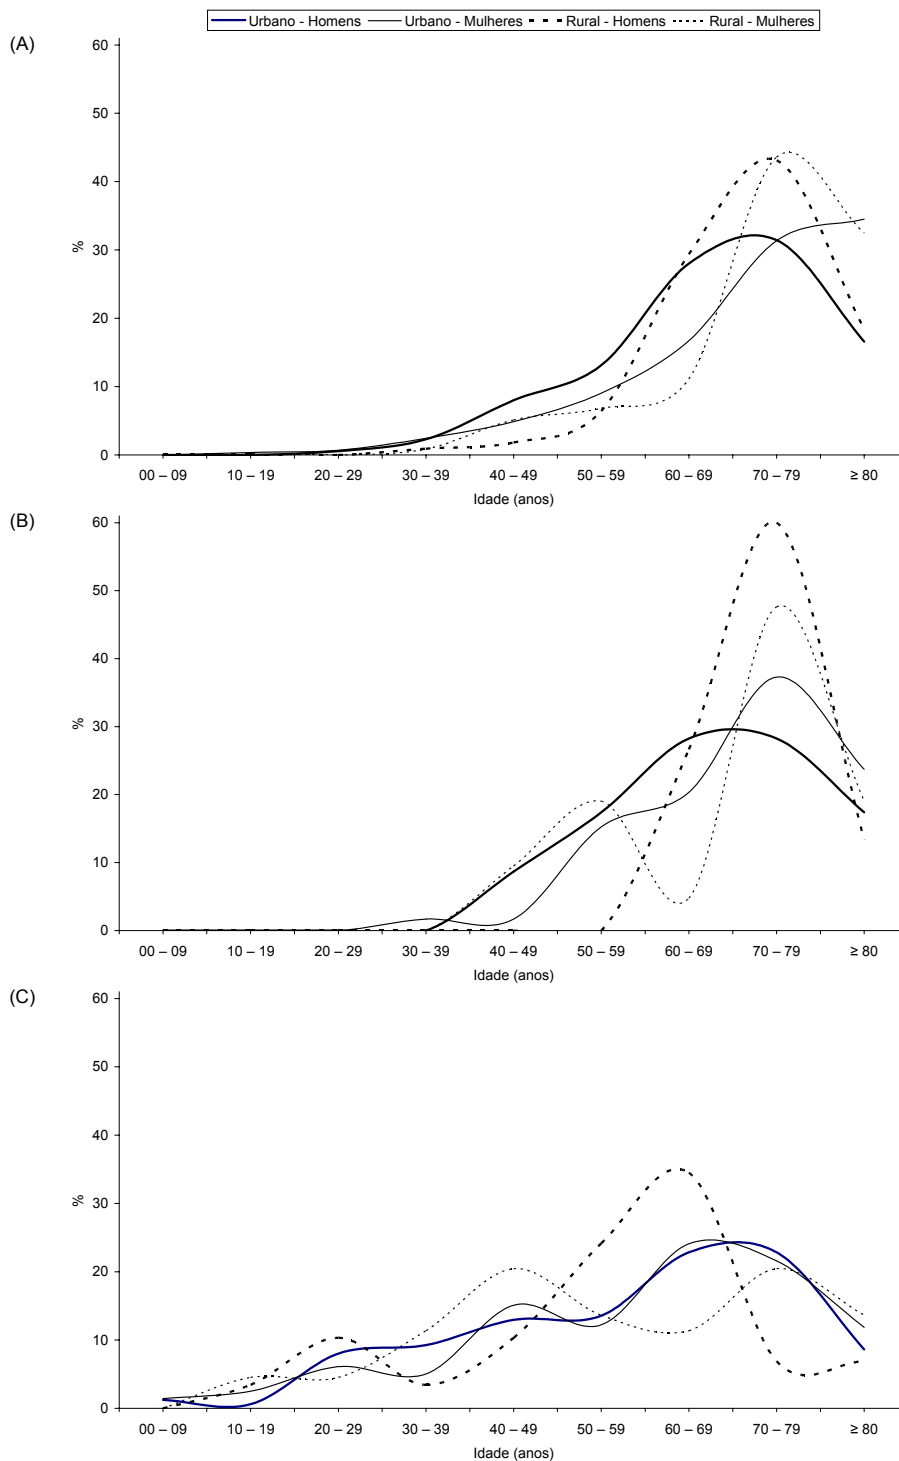 Urbano - Homens Urbano - Mulheres Rural - Homens Rural - Mulheres
(A)
60
50
40
30
20
10
0
%
00 – 09 10 – 19 20 – 29 30 – 39 40 – 49 50 – 59 60 – 69 70 – 79 ≥ 80
Idade (anos)
(B)
60
50
40
30
20
10
0
%
00 – 09 10 – 19 20 – 29 30 – 39 40 – 49 50 – 59 60 – 69 70 – 79 ≥ 80
Idade (anos)
(C)
60
50
40
30
20
10
0
%
00 – 09 10 – 19 20 – 29 30 – 39 40 – 49 50 – 59 60 – 69 70 – 79 ≥ 80
Idade (anos)